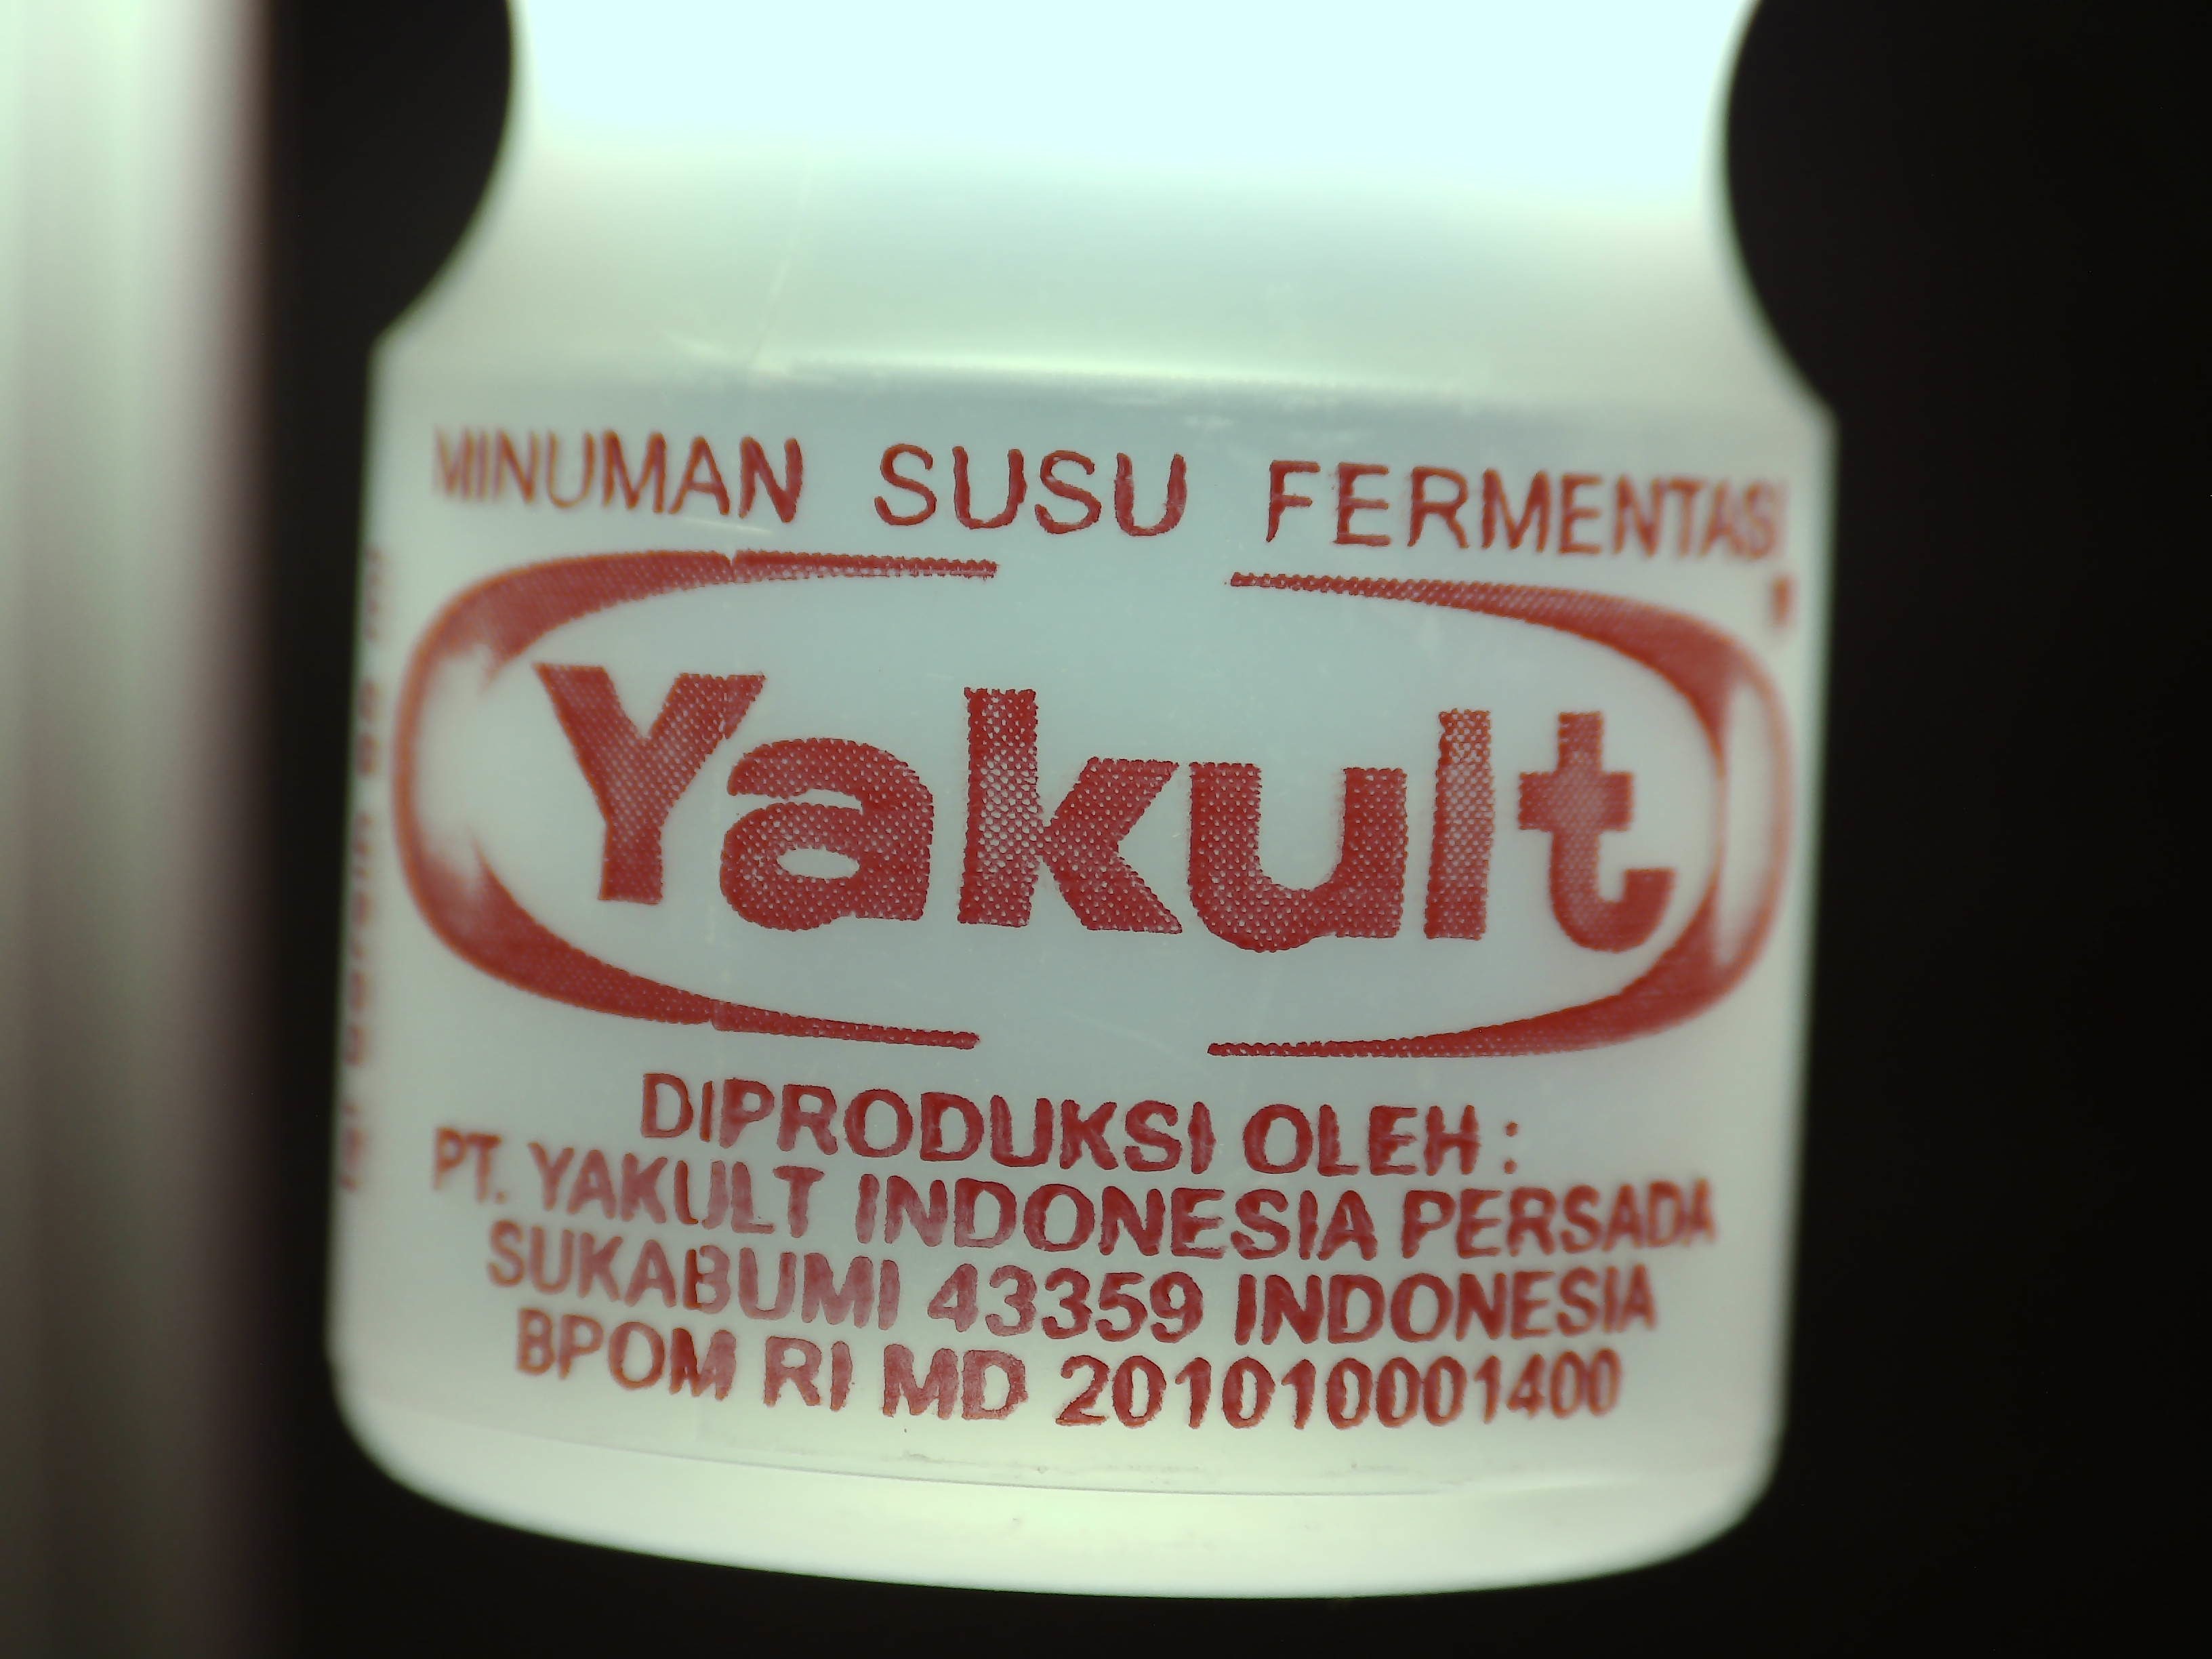 MINUMAN SUSU FERMENTASI
Yakult
DIPRODUKSI OLEH :
PT. YAKULT INDONESIA PERSADA
SUKABUMI 43359 INDONESIA
BPOM RI MD 201010001400